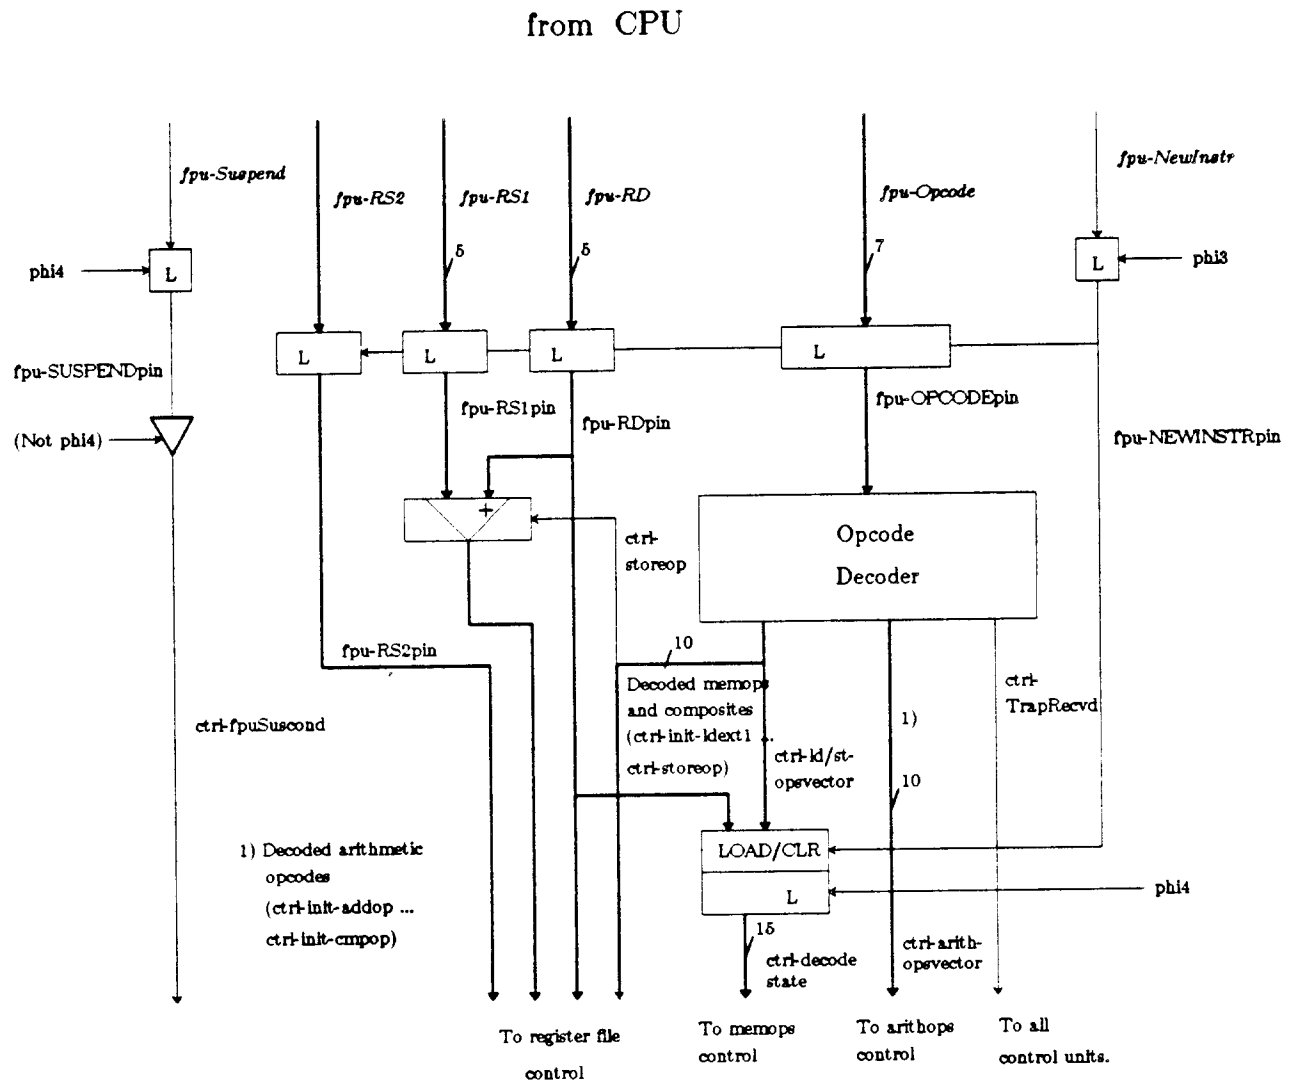 from CPU
fpu-Suspend
fpu-RS2
fpu-RS1
fpu-RD
fpu-Opcode
fpu-NewInstr
5
5
7
phi4
L
L
phi3
L
L
L
L
fpu-SUSPENDpin
fpu-RS1pin
fpu-RDpin
fpu-OPCODEpin
(Not phi4)
fpu-NEWINSTRpin
+
ctrl-
storeop
Opcode
Decoder
fpu-RS2pin
10
Decoded memops
and composites
(ctrl-init-ldext1 ...
ctrl-storeop)
ctrl-
TrapRecvd
1)
ctrl-fpuSuscond
ctrl-ld/st-
opsvector
10
1) Decoded arithmetic
opcodes
(ctrl-init-addop ...
ctrl-init-cmpop)
LOAD/CLR
L
phi4
15
ctrl-decode
state
ctrl-arith-
opsvector
To register file
control
To memops
control
To arithops
control
To all
control units.